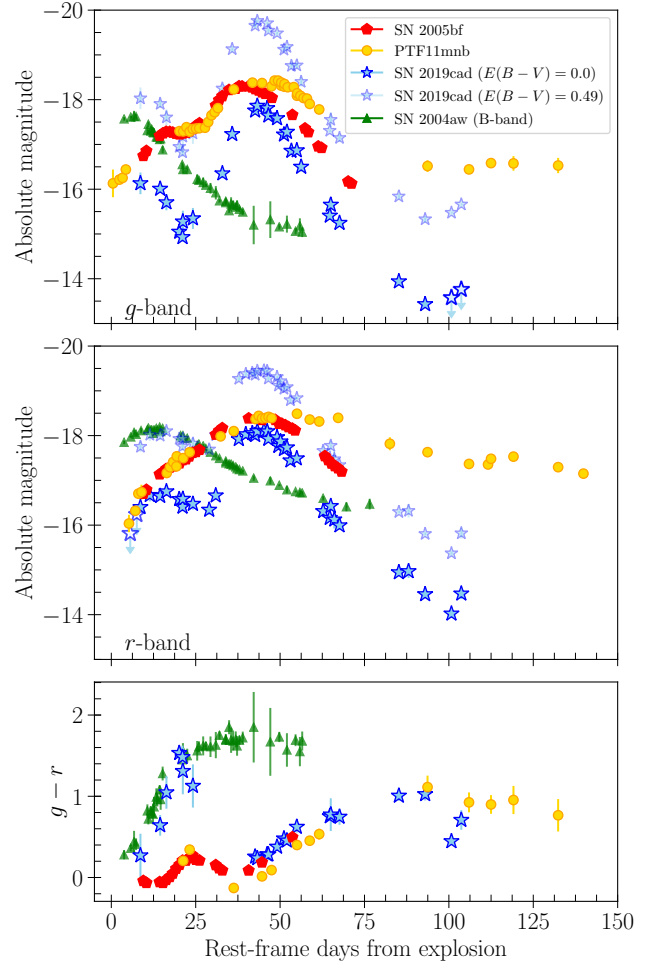 −20
−18
−16
−14
Absolute magnitude
g-band
SN 2005bf
PTF11mnb
SN 2019cad (E(B − V) = 0.0)
SN 2019cad (E(B − V) = 0.49)
SN 2004aw (B-band)
−20
−18
−16
−14
Absolute magnitude
r-band
2
1
0
g − r
0 25 50 75 100 125 150
Rest-frame days from explosion